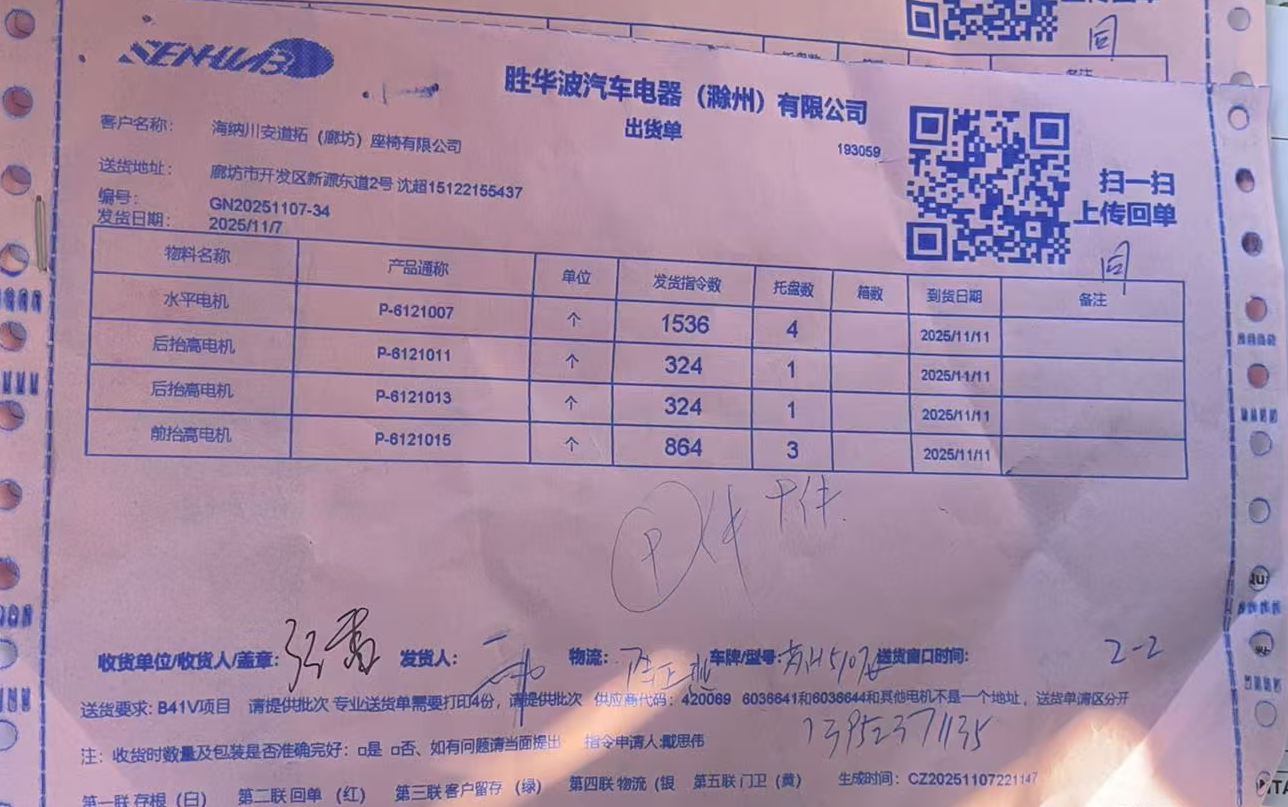 SENHUAB
胜华波汽车电器（滁州）有限公司
出货单
193059
扫一扫
上传回单
回
客户名称： 海纳川安道拓（廊坊）座椅有限公司
送货地址： 廊坊市开发区新源东道2号 沈超15122155437
编号： GN20251107-34
发货日期： 2025/11/7
物料名称 产品通称 单位 发货指令数 托盘数 箱数 到货日期 备注
水平电机 P-6121007 个 1536 4 2025/11/11
后抬高电机 P-6121011 个 324 1 2025/11/11
后抬高电机 P-6121013 个 324 1 2025/11/11
前抬高电机 P-6121015 个 864 3 2025/11/11
收货单位/收货人/盖章： 发货人： 物流： 车牌/型号： 送货窗口时间： 2-2
送货要求：B41V项目 请提供批次 专业送货单需要打印4份，请提供批次 供应商代码：420069 6036641和6036644和其他电机不是一个地址，送货单请区分开
13952371135
注：收货时数量及包装是否准确完好：□是 □否、如有问题请当面提出 指令申请人:戴思伟
第一联 存根（白） 第二联 回单（红） 第三联 客户留存（绿） 第四联 物流（银 第五联 门卫（黄） 生成时间： CZ20251107221147